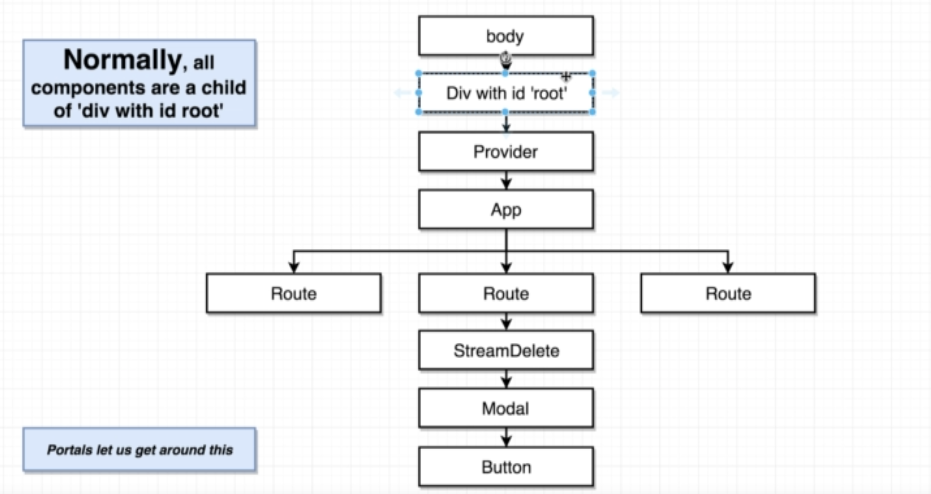 body
Normally, all
components are a child
of 'div with id root'
Div with id 'root'
Provider
App
Route
Route
Route
StreamDelete
Modal
Portals let us get around this
Button